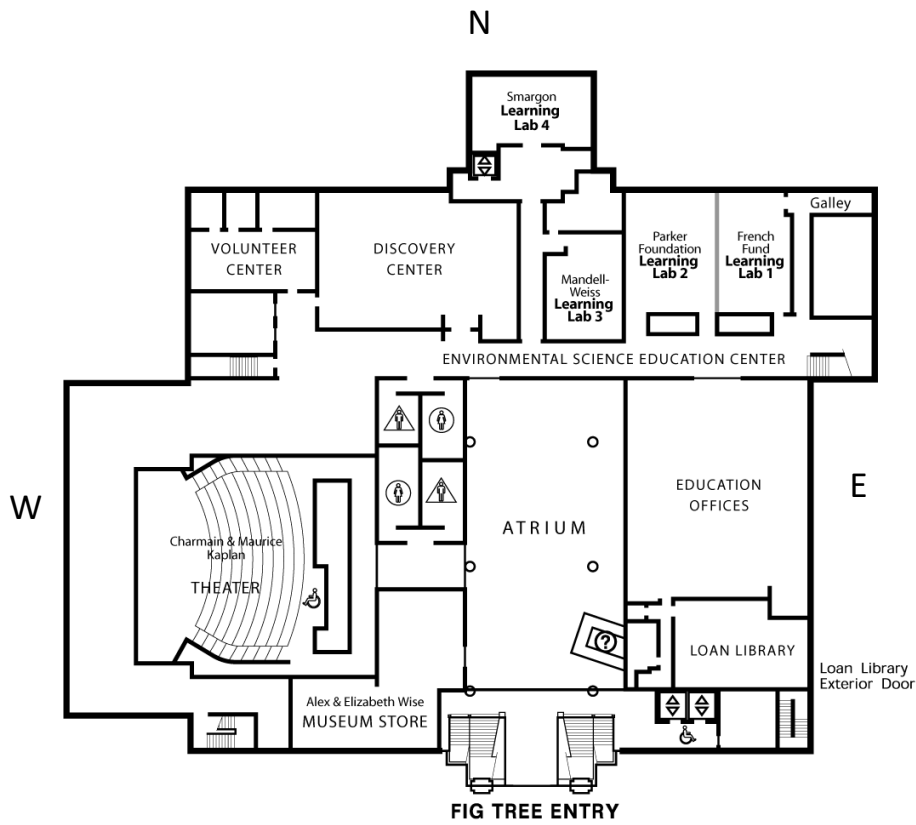 N
Smargon
Learning
Lab 4
Galley
VOLUNTEER
CENTER
DISCOVERY
CENTER
Parker
Foundation
Learning
Lab 2
French
Fund
Learning
Lab 1
Mandell-
Weiss
Learning
Lab 3
ENVIRONMENTAL SCIENCE EDUCATION CENTER
W
E
EDUCATION
OFFICES
ATRIUM
Charmain & Maurice
Kaplan
THEATER
?
LOAN LIBRARY
Loan Library
Exterior Door
Alex & Elizabeth Wise
MUSEUM STORE
FIG TREE ENTRY